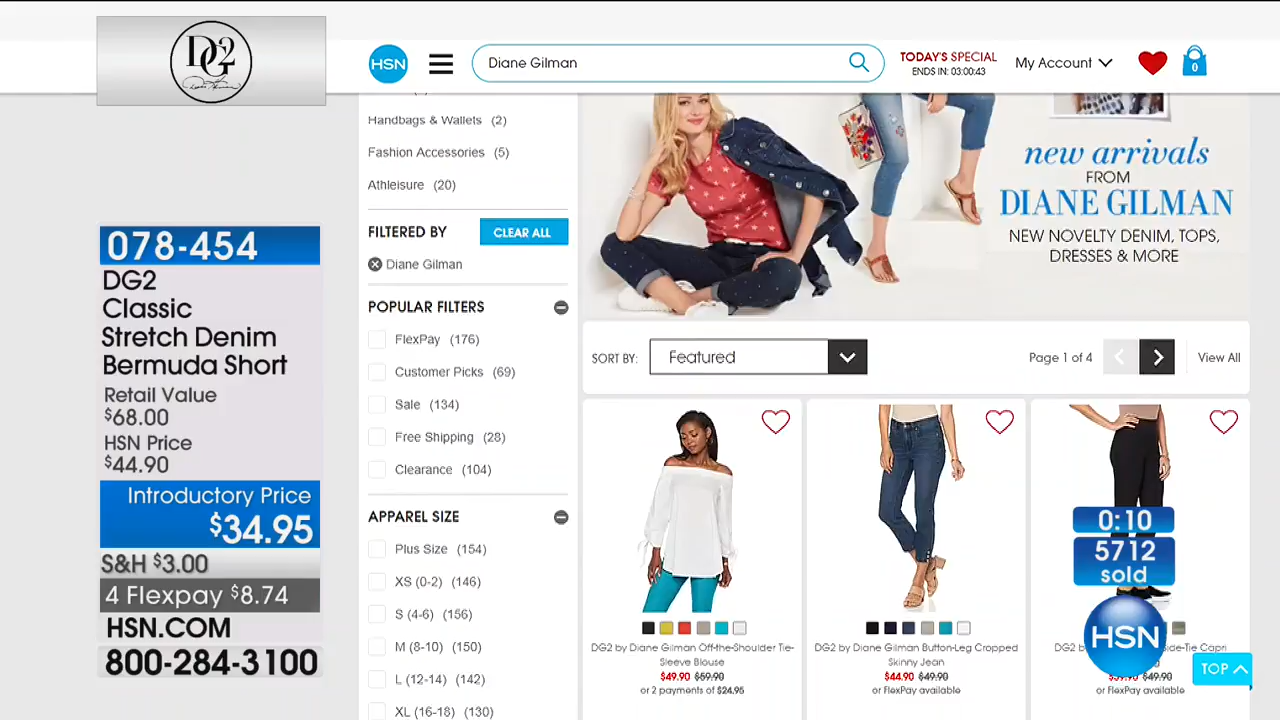 DG2
HSN
Diane Gilman
TODAY'S SPECIAL
ENDS IN: 03:00:43
My Account
0
Handbags & Wallets (2)
Fashion Accessories (5)
Athleisure (20)
FILTERED BY
CLEAR ALL
Diane Gilman
POPULAR FILTERS
FlexPay (176)
Customer Picks (69)
Sale (134)
Free Shipping (28)
Clearance (104)
APPAREL SIZE
Plus Size (154)
XS (0-2) (146)
S (4-6) (156)
M (8-10) (150)
L (12-14) (142)
XL (16-18) (130)
new arrivals
FROM
DIANE GILMAN
NEW NOVELTY DENIM, TOPS,
DRESSES & MORE
SORT BY:
Featured
Page 1 of 4
View All
DG2 by Diane Gilman Off-the-Shoulder Tie-
Sleeve Blouse
$49.90 $59.90
or 2 payments of $24.95
DG2 by Diane Gilman Button-Leg Cropped
Skinny Jean
$44.90 $49.90
or FlexPay available
DG2 b
ide-Tie Capri
$39.90 $49.90
or FlexPay available
078-454
DG2
Classic
Stretch Denim
Bermuda Short
Retail Value
$68.00
HSN Price
$44.90
Introductory Price
$34.95
S&H $3.00
4 Flexpay $8.74
HSN.COM
800-284-3100
0:10
5712
sold
HSN
TOP